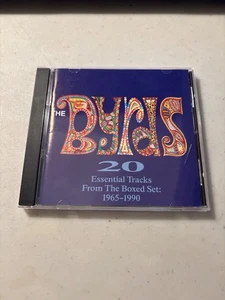 THE
BYRDS
20
Essential Tracks
From The Boxed Set:
1965-1990